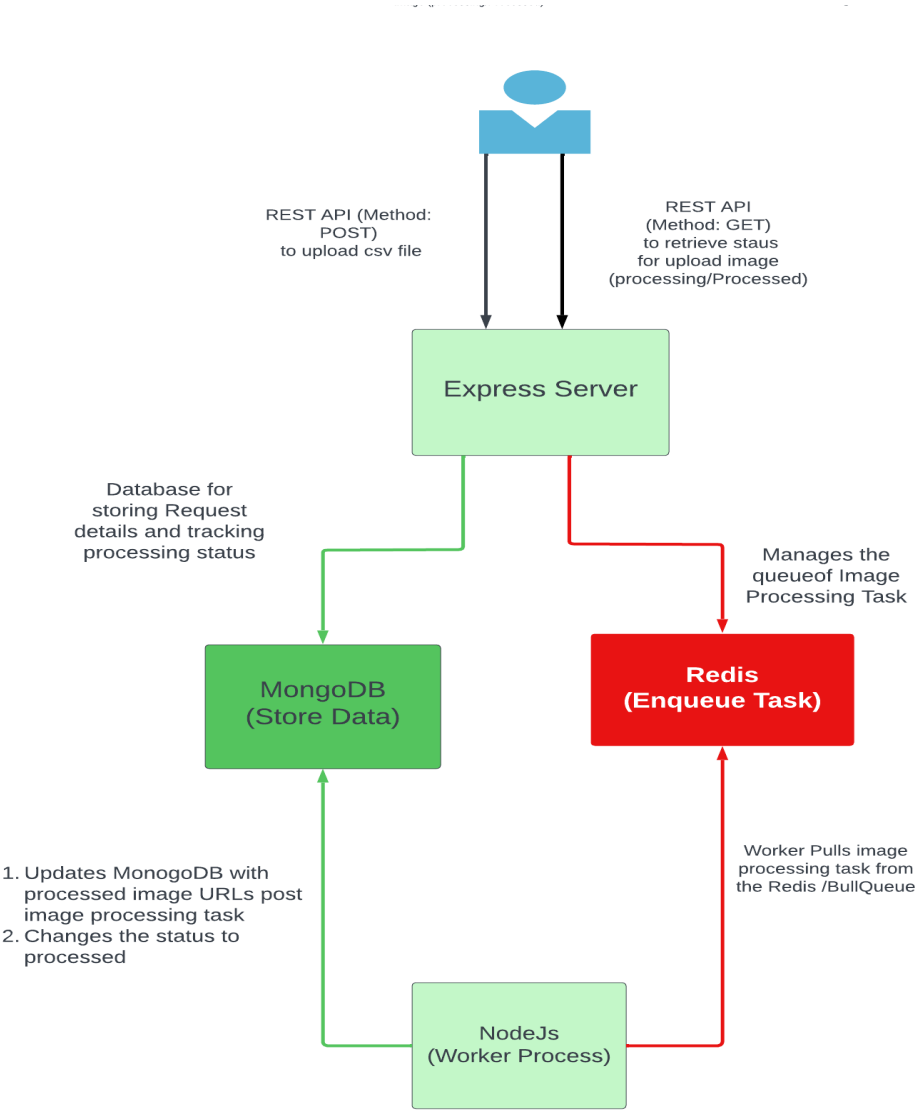 REST API (Method:
POST)
to upload csv file
REST API
(Method: GET)
to retrieve staus
for upload image
(processing/Processed)
Express Server
Database for
storing Request
details and tracking
processing status
Manages the
queueof Image
Processing Task
MongoDB
(Store Data)
Redis
(Enqueue Task)
1. Updates MonogoDB with
processed image URLs post
image processing task
2. Changes the status to
processed
Worker Pulls image
processing task from
the Redis /BullQueue
NodeJs
(Worker Process)